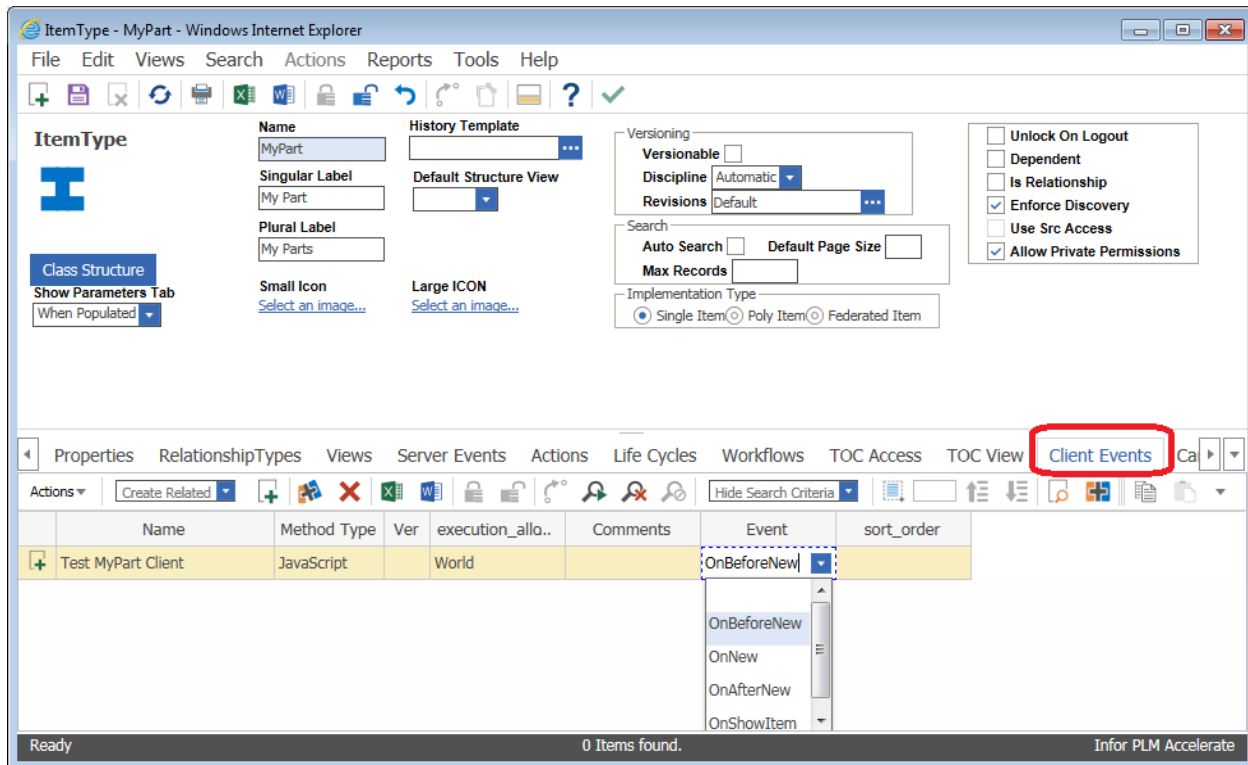 ItemType - MyPart - Windows Internet Explorer
File Edit Views Search Actions Reports Tools Help
ItemType
Class Structure
Show Parameters Tab
When Populated
Name
MyPart
Singular Label
My Part
Plural Label
My Parts
Small Icon
Select an image...
History Template
Default Structure View
Large ICON
Select an image...
Versioning
Versionable
Discipline Automatic
Revisions Default
Search
Auto Search Default Page Size
Max Records
Implementation Type
Single Item Poly Item Federated Item
Unlock On Logout
Dependent
Is Relationship
Enforce Discovery
Use Src Access
Allow Private Permissions
Properties RelationshipTypes Views Server Events Actions Life Cycles Workflows TOC Access TOC View Client Events Ca
Actions Create Related Hide Search Criteria
Name Method Type Ver execution_allo.. Comments Event sort_order
Test MyPart Client JavaScript World OnBeforeNew
OnBeforeNew
OnNew
OnAfterNew
OnShowItem
Ready 0 Items found. Infor PLM Accelerate